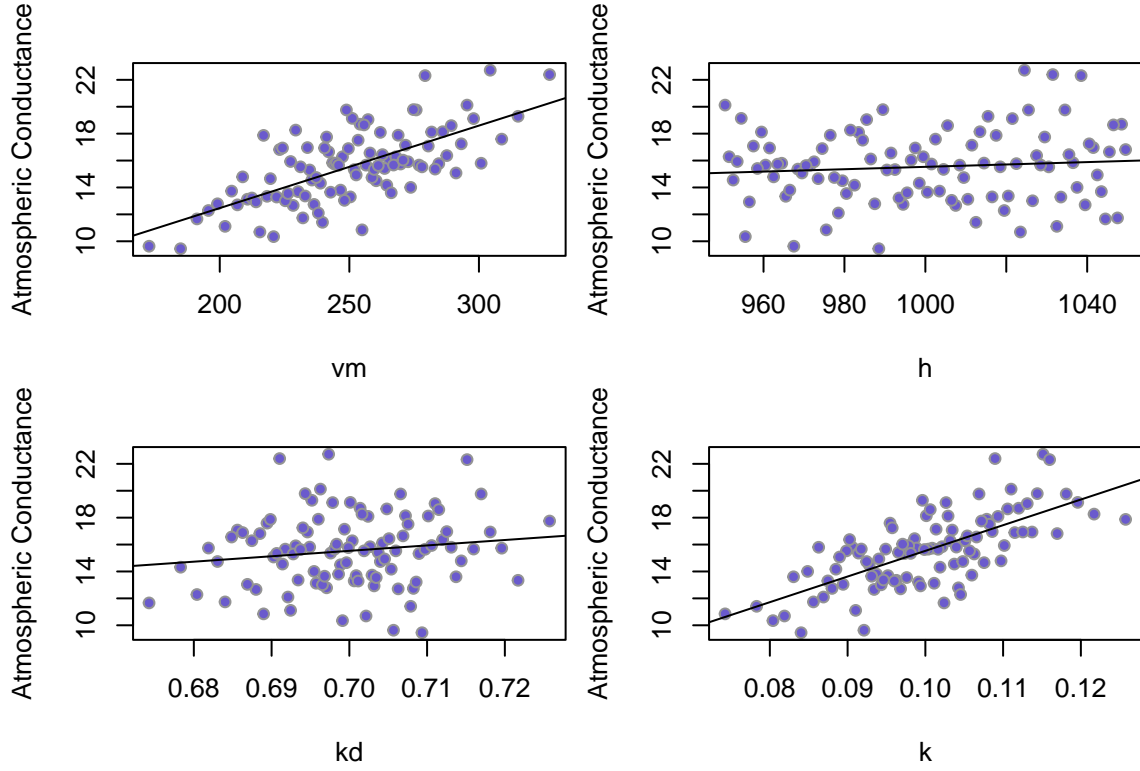 Atmospheric Conductance
10 14 18 22
200 250 300
vm
Atmospheric Conductance
10 14 18 22
960 980 1000 1040
h
Atmospheric Conductance
10 14 18 22
0.68 0.69 0.70 0.71 0.72
kd
Atmospheric Conductance
10 14 18 22
0.08 0.09 0.10 0.11 0.12
k